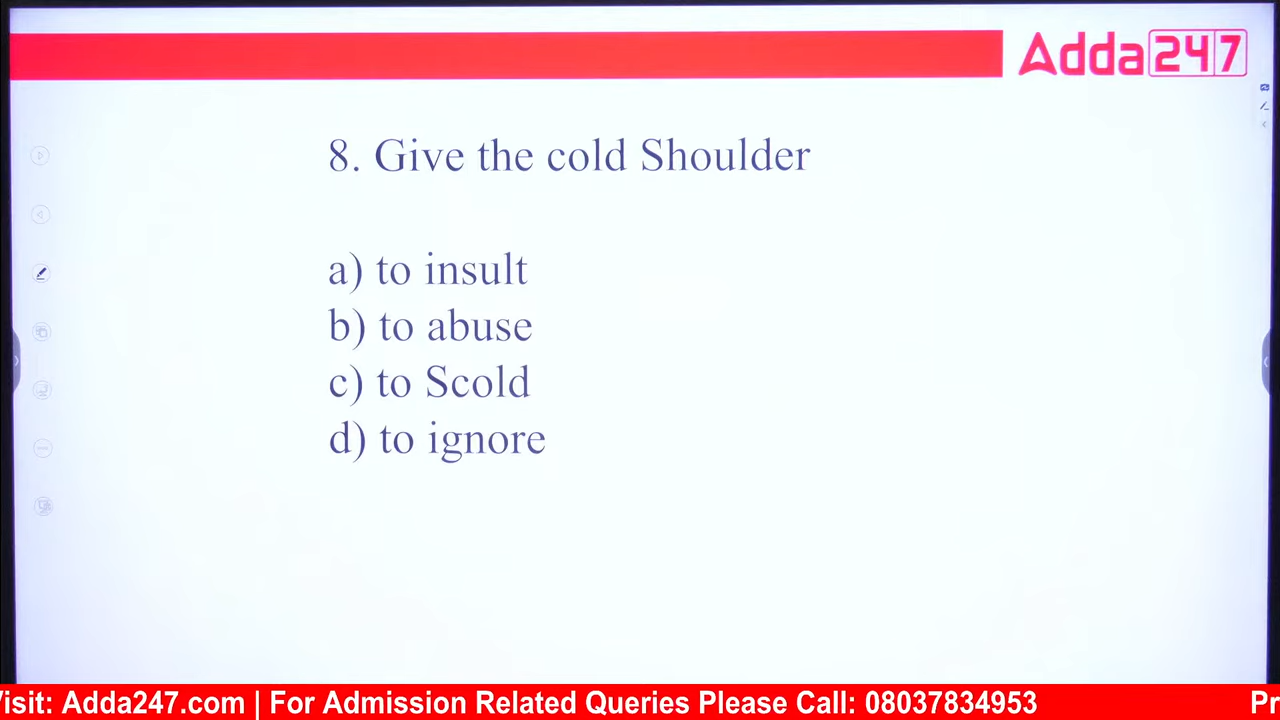 Adda247
8. Give the cold Shoulder
a) to insult
b) to abuse
c) to Scold
d) to ignore
Visit: Adda247.com | For Admission Related Queries Please Call: 08037834953